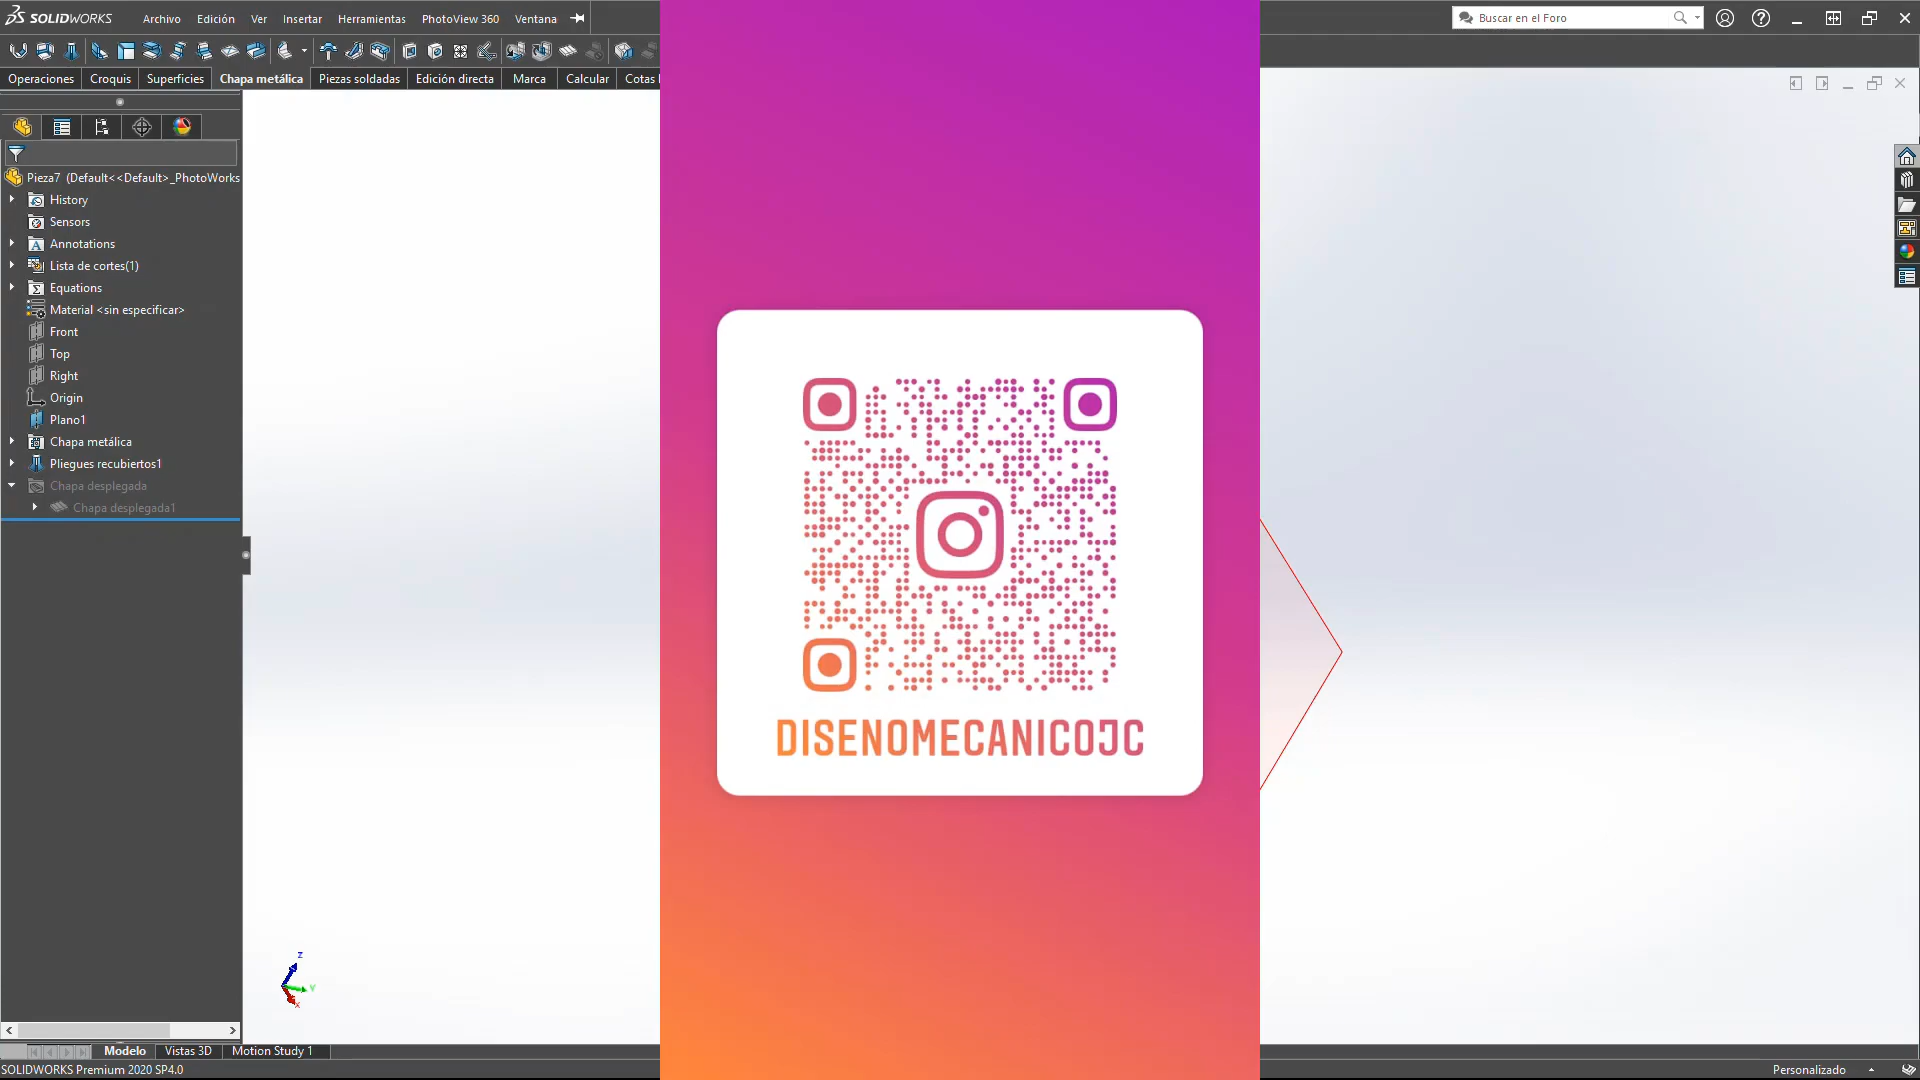 SOLIDWORKS
Archivo Edición Ver Insertar Herramientas PhotoView 360 Ventana
Buscar en el Foro
Operaciones Croquis Superficies Chapa metálica Piezas soldadas Edición directa Marca Calcular Cotas
Pieza7 (Default<<Default>_PhotoWorks
History
Sensors
Annotations
Lista de cortes(1)
Equations
Material <sin especificar>
Front
Top
Right
Origin
Plano1
Chapa metálica
Pliegues recubiertos1
Chapa desplegada
Chapa desplegada1
DISENOMECANICOJC
Z
Y
X
Modelo Vistas 3D Motion Study 1
SOLIDWORKS Premium 2020 SP4.0
Personalizado